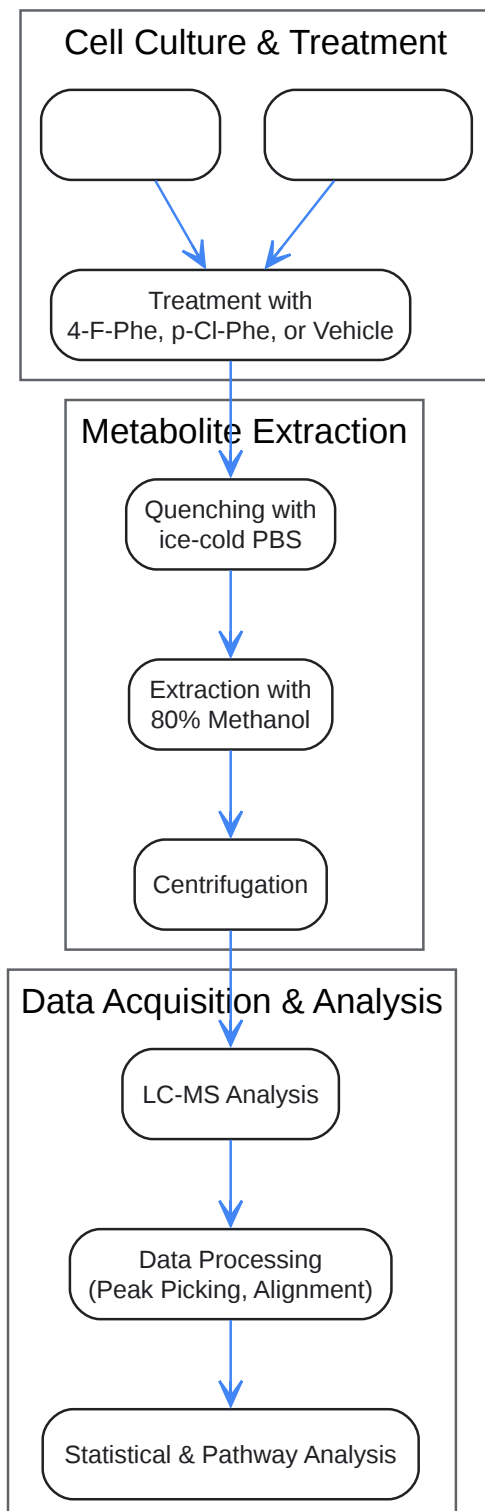 Cell Culture & Treatment
Treatment with
4-F-Phe, p-Cl-Phe, or Vehicle
Metabolite Extraction
Quenching with
ice-cold PBS
Extraction with
80% Methanol
Centrifugation
Data Acquisition & Analysis
LC-MS Analysis
Data Processing
(Peak Picking, Alignment)
Statistical & Pathway Analysis